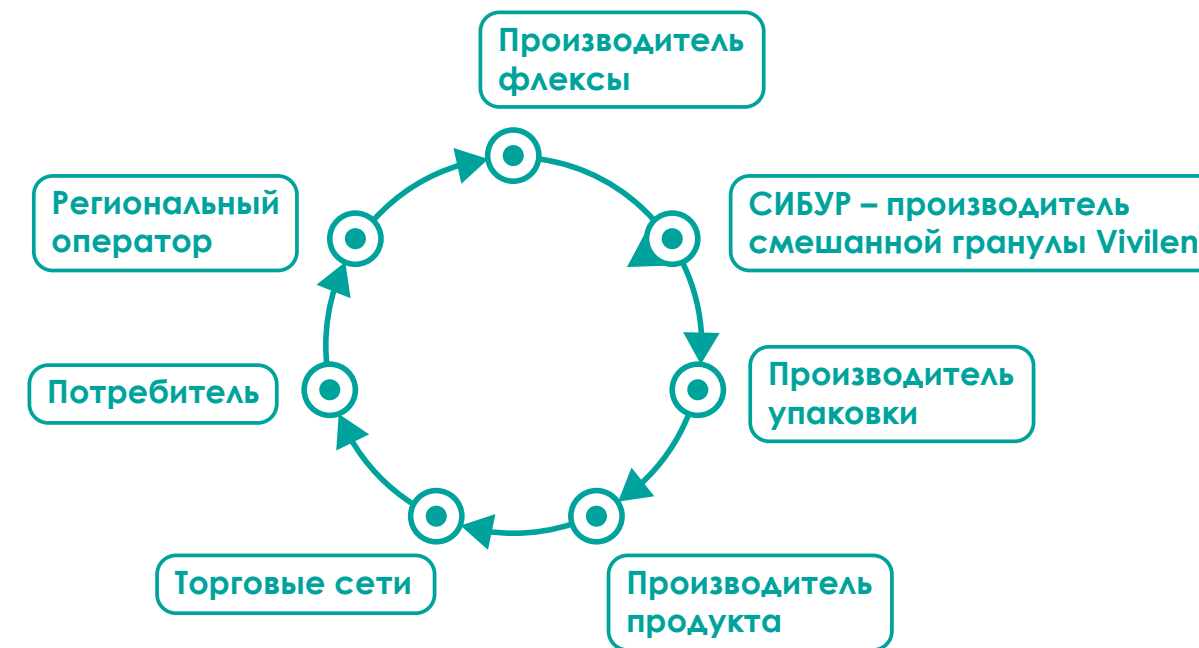 Производитель
флексы
Региональный
оператор
СИБУР – производитель
смешанной гранулы Vivilen
Потребитель
Производитель
упаковки
Торговые сети
Производитель
продукта